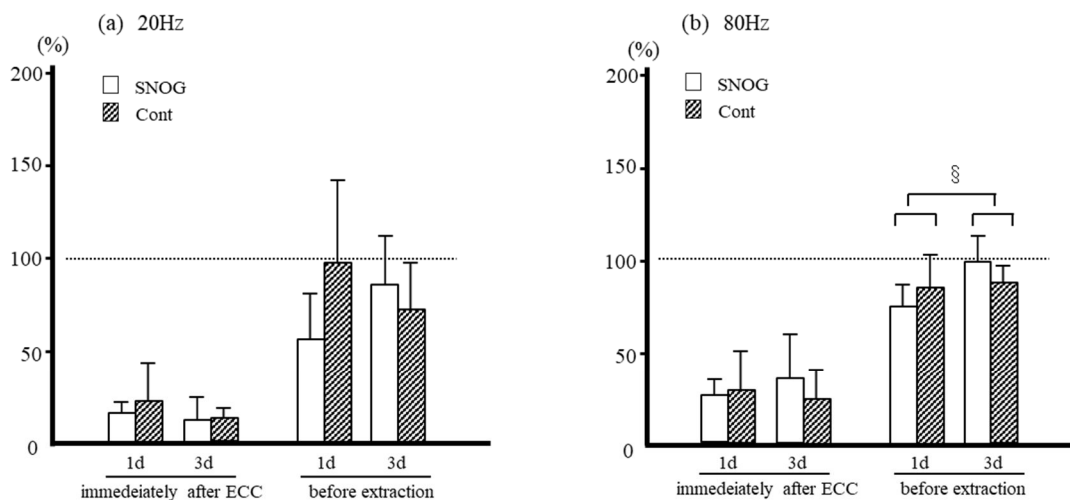 (a) 20Hz
(%)
200
150
100
50
0
SNOG
Cont
1d 3d 1d 3d
immedeiately after ECC before extraction
(b) 80Hz
(%)
200
150
100
50
0
SNOG
Cont
§
1d 3d 1d 3d
immedeiately after ECC before extraction